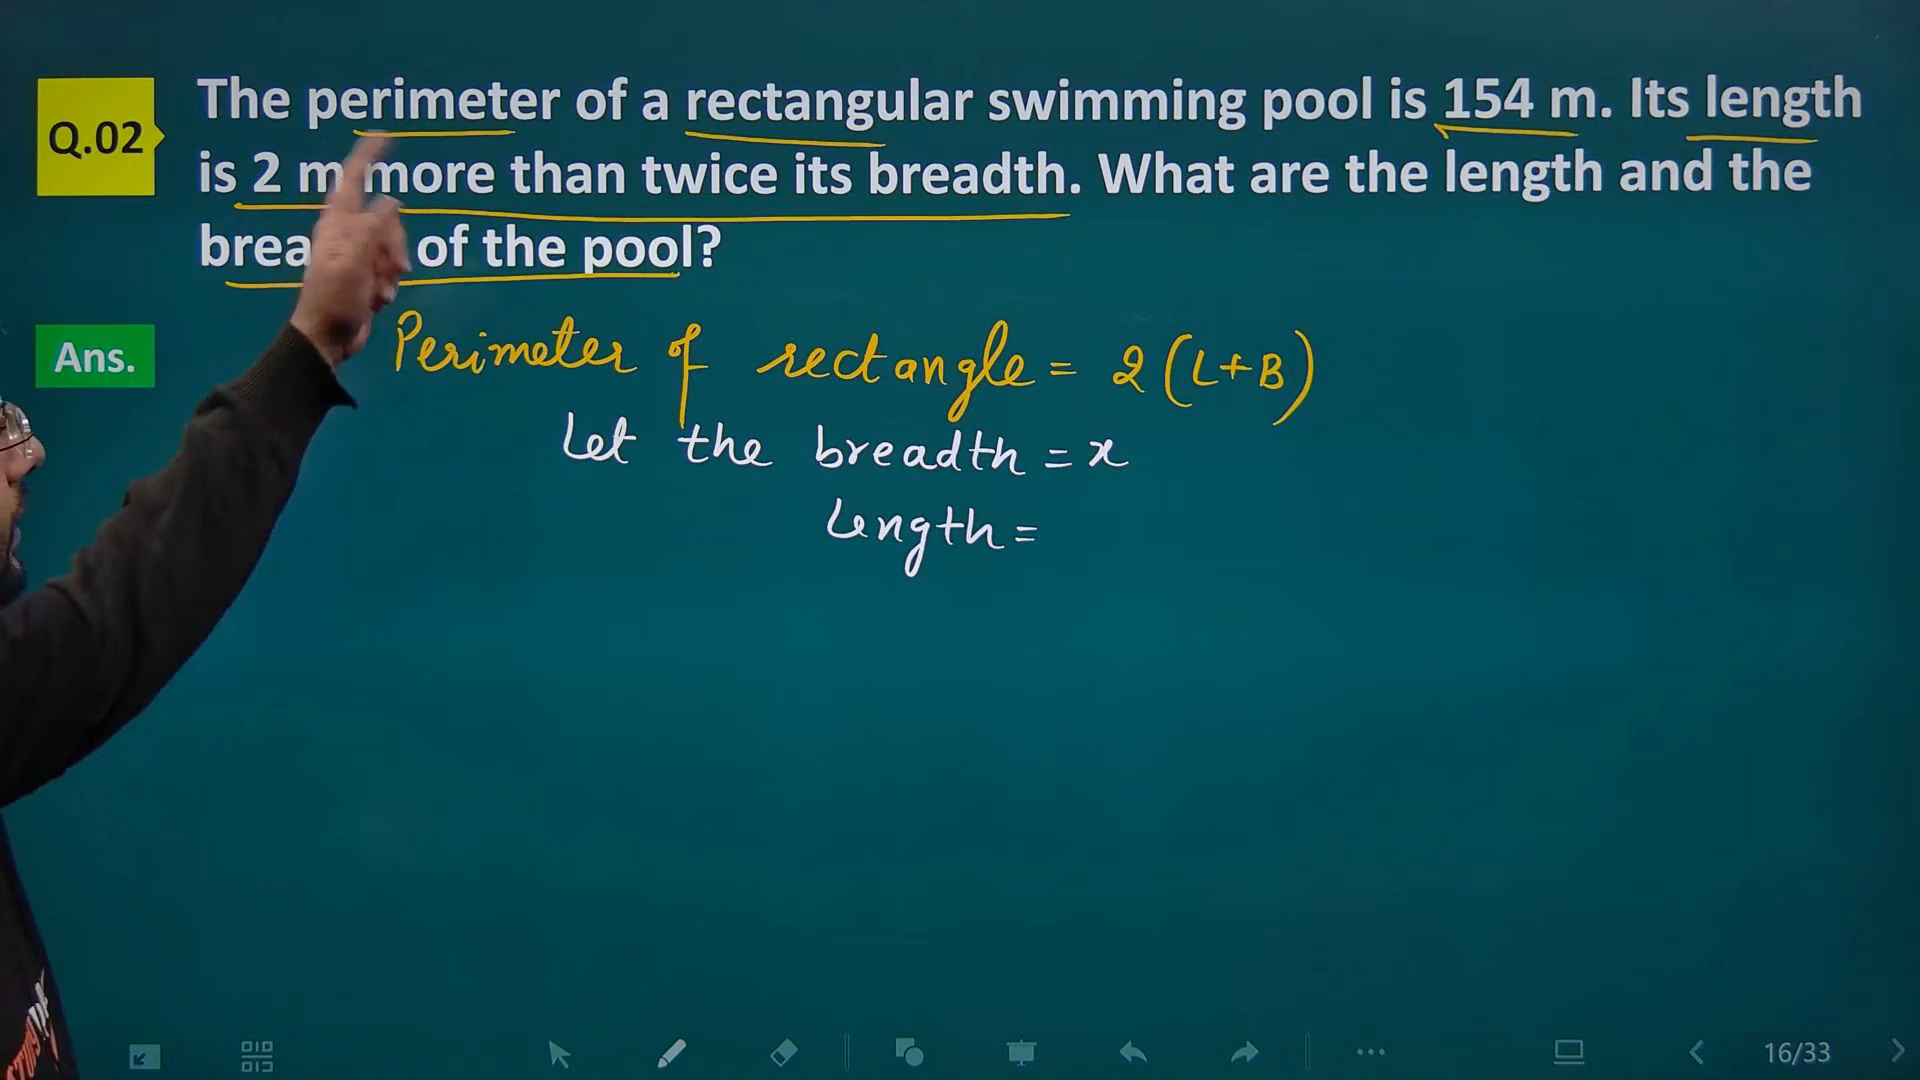 Q.02
The perimeter of a rectangular swimming pool is 154 m. Its length
is 2 m more than twice its breadth. What are the length and the
of the pool?
Ans.
Perimeter of rectangle = 2 (L+B)
Let the breadth = x
Length =
16/33